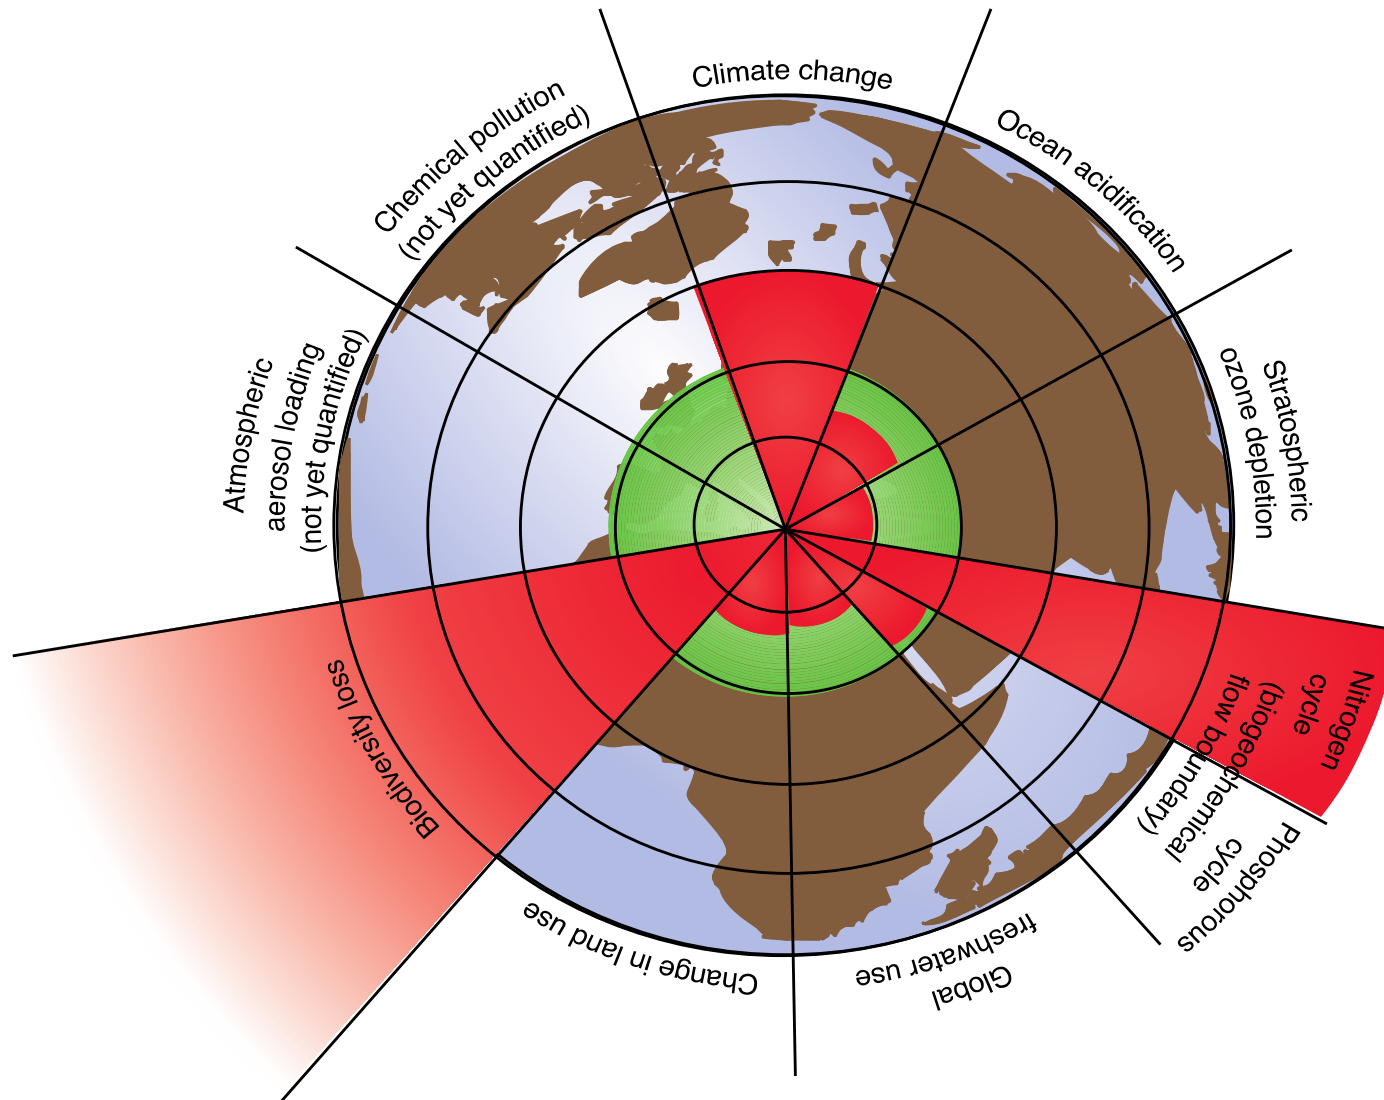 Climate change
Ocean acidification
Stratospheric
ozone depletion
Nitrogen
cycle
(biogeochemical
flow boundary)
Phosphorous
cycle
Global
freshwater use
Change in land use
Biodiversity loss
Atmospheric
aerosol loading
(not yet quantified)
Chemical pollution
(not yet quantified)